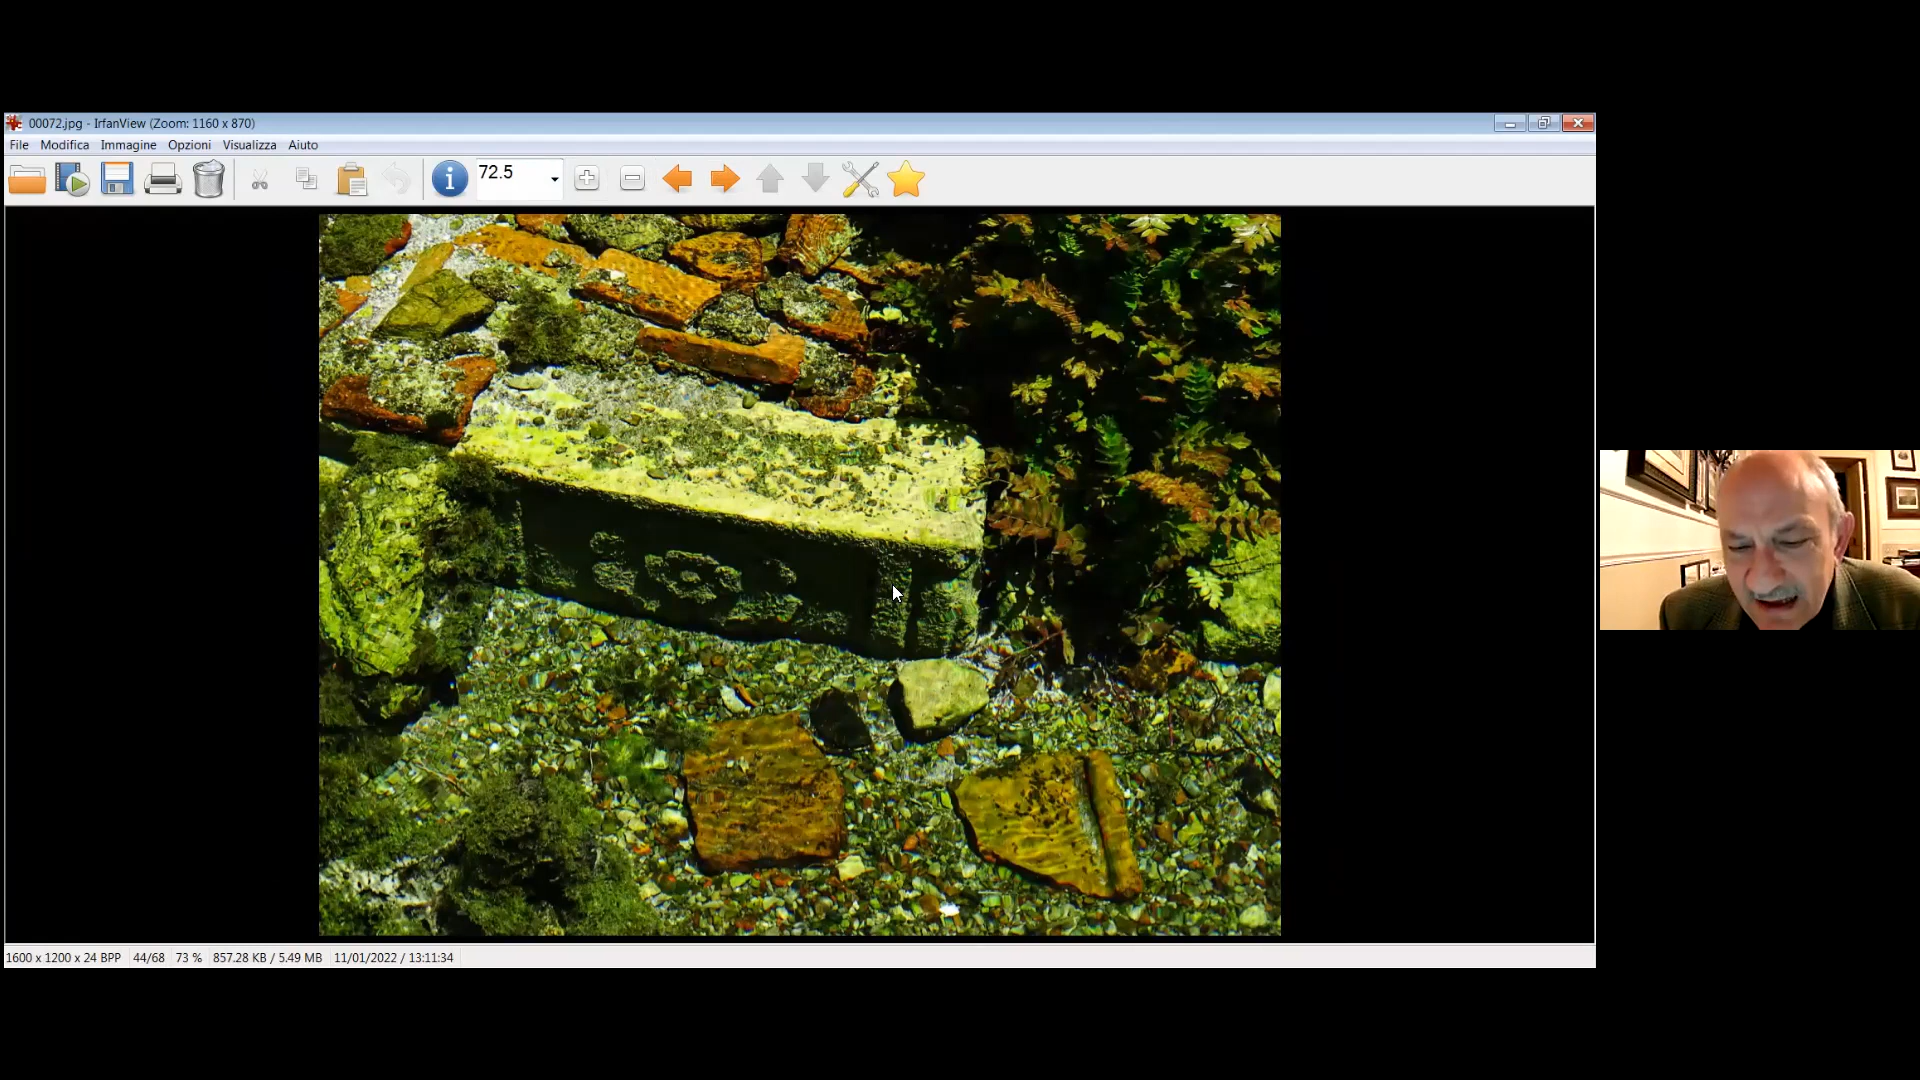 00072.jpg - IrfanView (Zoom: 1160 x 870)
File Modifica Immagine Opzioni Visualizza Aiuto
72.5
1600 x 1200 x 24 BPP 44/68 73 % 857.28 KB / 5.49 MB 11/01/2022 / 13:11:34